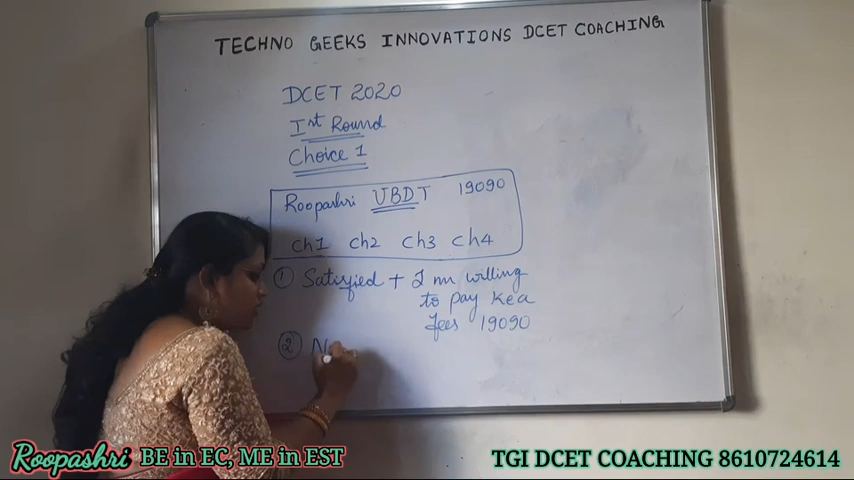 TECHNO GEEKS INNOVATIONS DCET COACHING
DCET 2020
Ist Round
Choice 1
Roopashri UBDT 19090
Ch1 Ch2 Ch3 Ch4
① Satisfied + I m willing
to pay Kea
fees 19090
②
Roopashri BE in EC, ME in EST
TGI DCET COACHING 8610724614